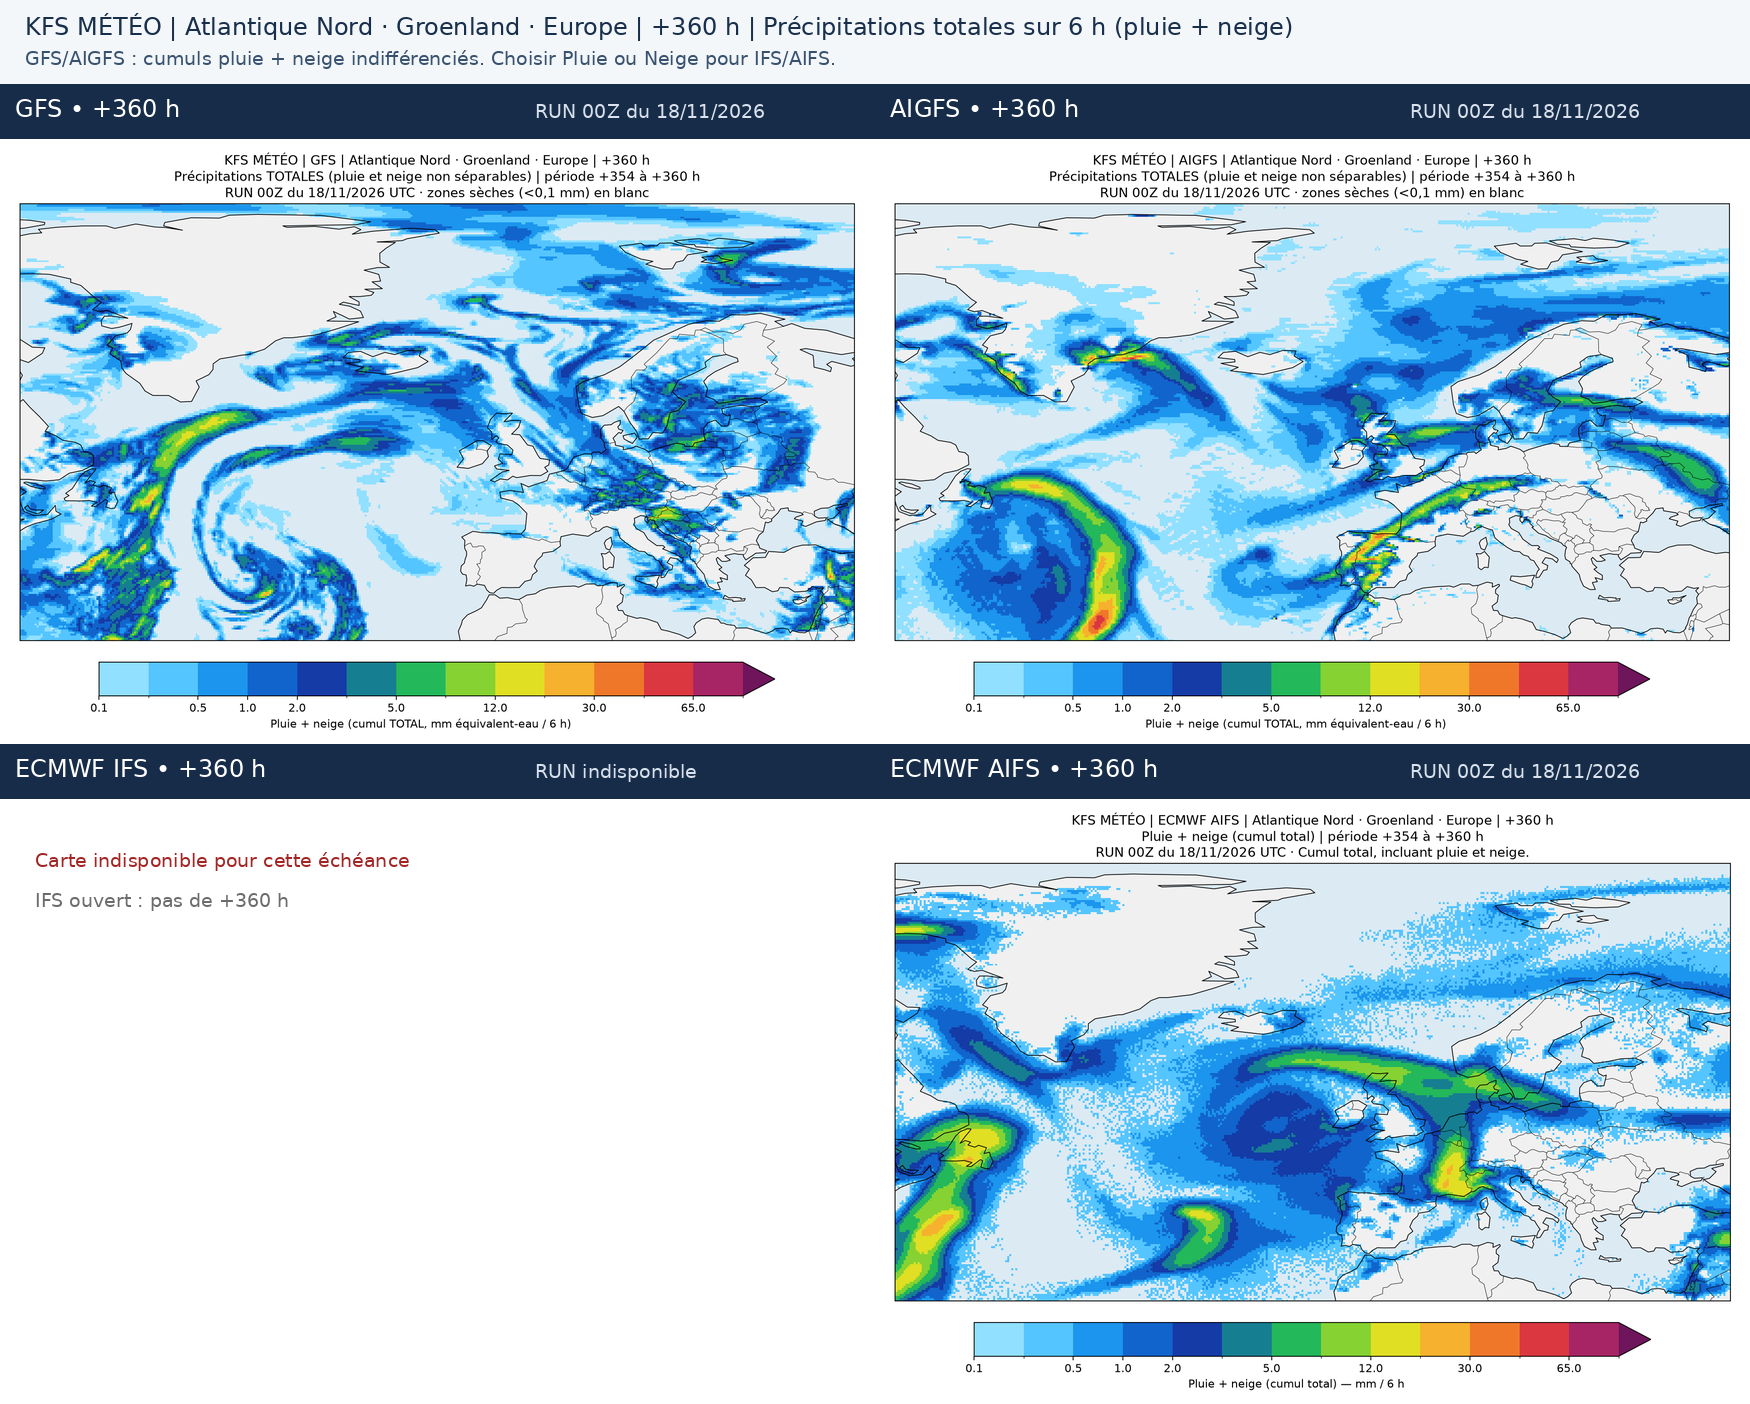 KFS MÉTÉO | Atlantique Nord · Groenland · Europe | +360 h | Précipitations totales sur 6 h (pluie + neige)
GFS/AIGFS : cumuls pluie + neige indifférenciés. Choisir Pluie ou Neige pour IFS/AIFS.
GFS • +360 h
RUN 00Z du 18/11/2026
KFS MÉTÉO | GFS | Atlantique Nord · Groenland · Europe | +360 h
Précipitations TOTALES (pluie et neige non séparables) | période +354 à +360 h
RUN 00Z du 18/11/2026 UTC · zones sèches (<0,1 mm) en blanc
0.1 0.5 1.0 2.0 5.0 12.0 30.0 65.0
Pluie + neige (cumul TOTAL, mm équivalent-eau / 6 h)
AIGFS • +360 h
RUN 00Z du 18/11/2026
KFS MÉTÉO | AIGFS | Atlantique Nord · Groenland · Europe | +360 h
Précipitations TOTALES (pluie et neige non séparables) | période +354 à +360 h
RUN 00Z du 18/11/2026 UTC · zones sèches (<0,1 mm) en blanc
0.1 0.5 1.0 2.0 5.0 12.0 30.0 65.0
Pluie + neige (cumul TOTAL, mm équivalent-eau / 6 h)
ECMWF IFS • +360 h
RUN indisponible
Carte indisponible pour cette échéance
IFS ouvert : pas de +360 h
ECMWF AIFS • +360 h
RUN 00Z du 18/11/2026
KFS MÉTÉO | ECMWF AIFS | Atlantique Nord · Groenland · Europe | +360 h
Pluie + neige (cumul total) | période +354 à +360 h
RUN 00Z du 18/11/2026 UTC · Cumul total, incluant pluie et neige.
0.1 0.5 1.0 2.0 5.0 12.0 30.0 65.0
Pluie + neige (cumul total) — mm / 6 h